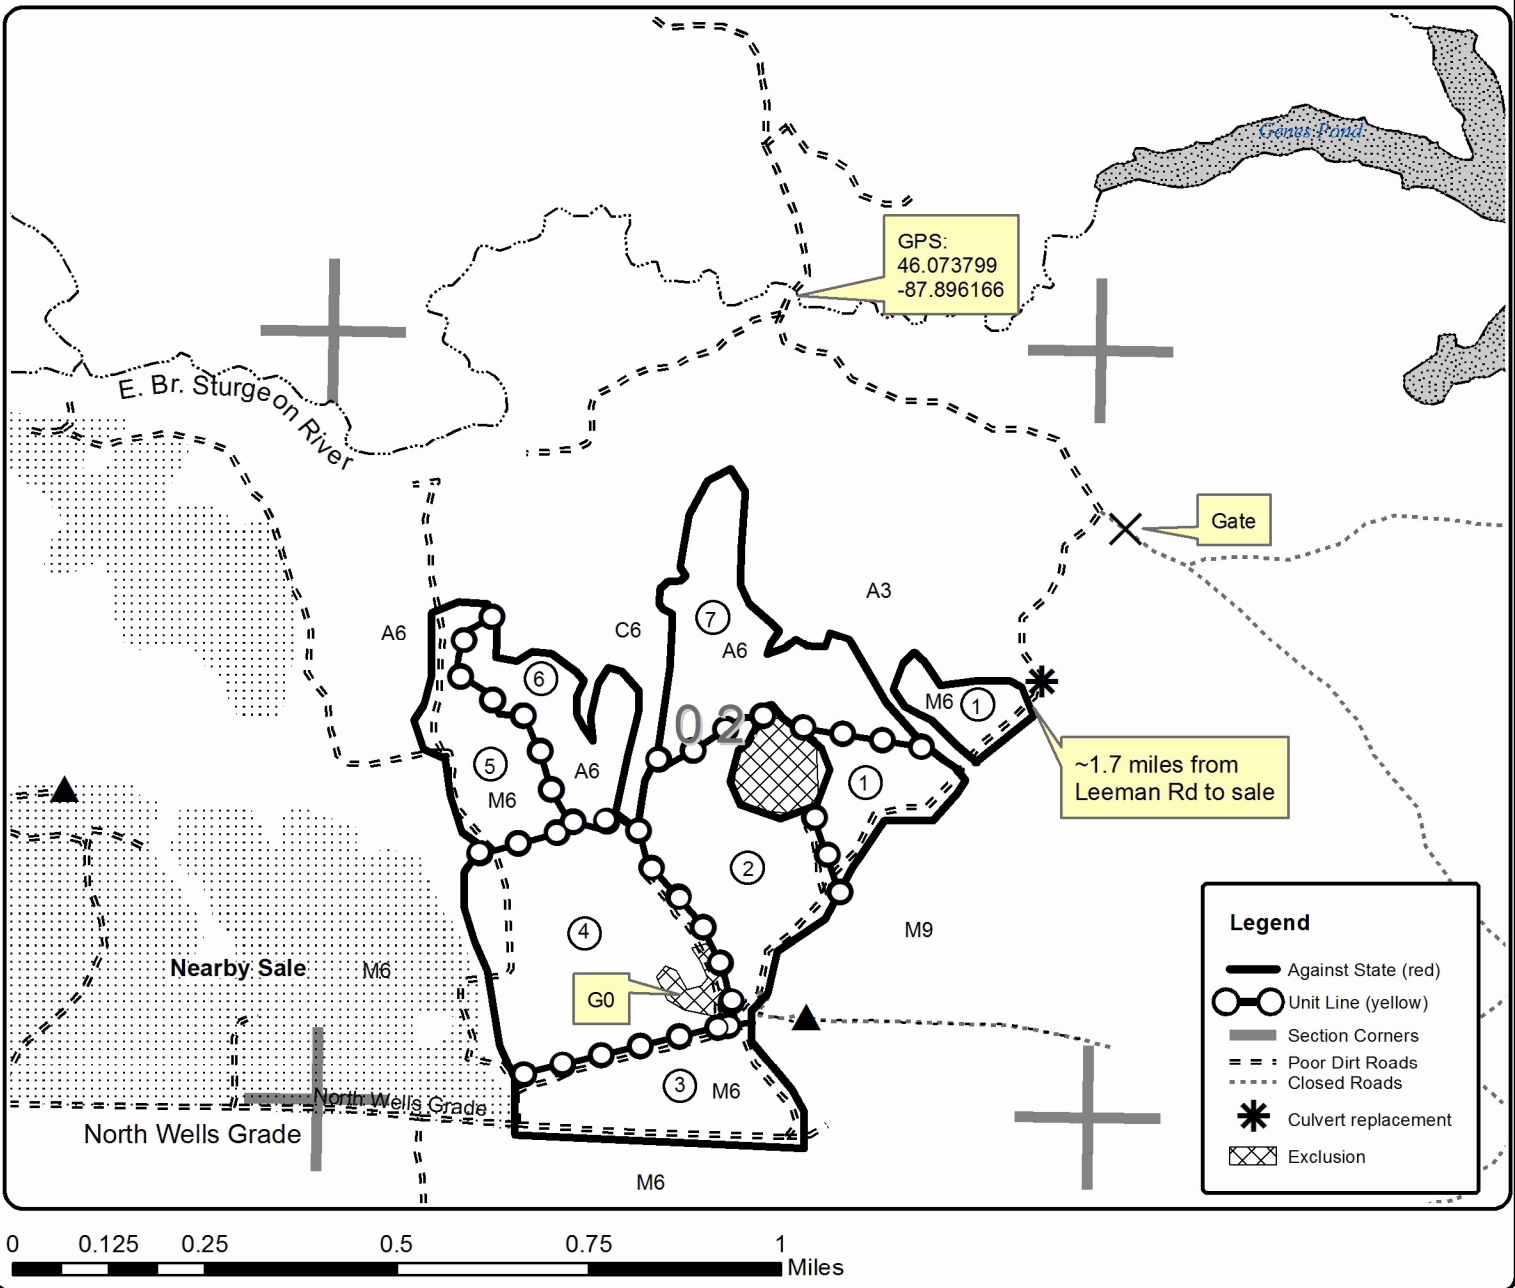 Genes Pond
GPS:
46.073799
-87.896166
E. Br. Sturgeon River
Gate
A3
A6
C6
7
A6
6
M6
1
02
5
A6
1
M6
~1.7 miles from
Leeman Rd to sale
2
4
M9
Nearby Sale
M6
G0
3
M6
North Wells Grade
North Wells Grade
M6
Legend
Against State (red)
Unit Line (yellow)
Section Corners
Poor Dirt Roads
Closed Roads
Culvert replacement
Exclusion
0 0.125 0.25 0.5 0.75 1
Miles